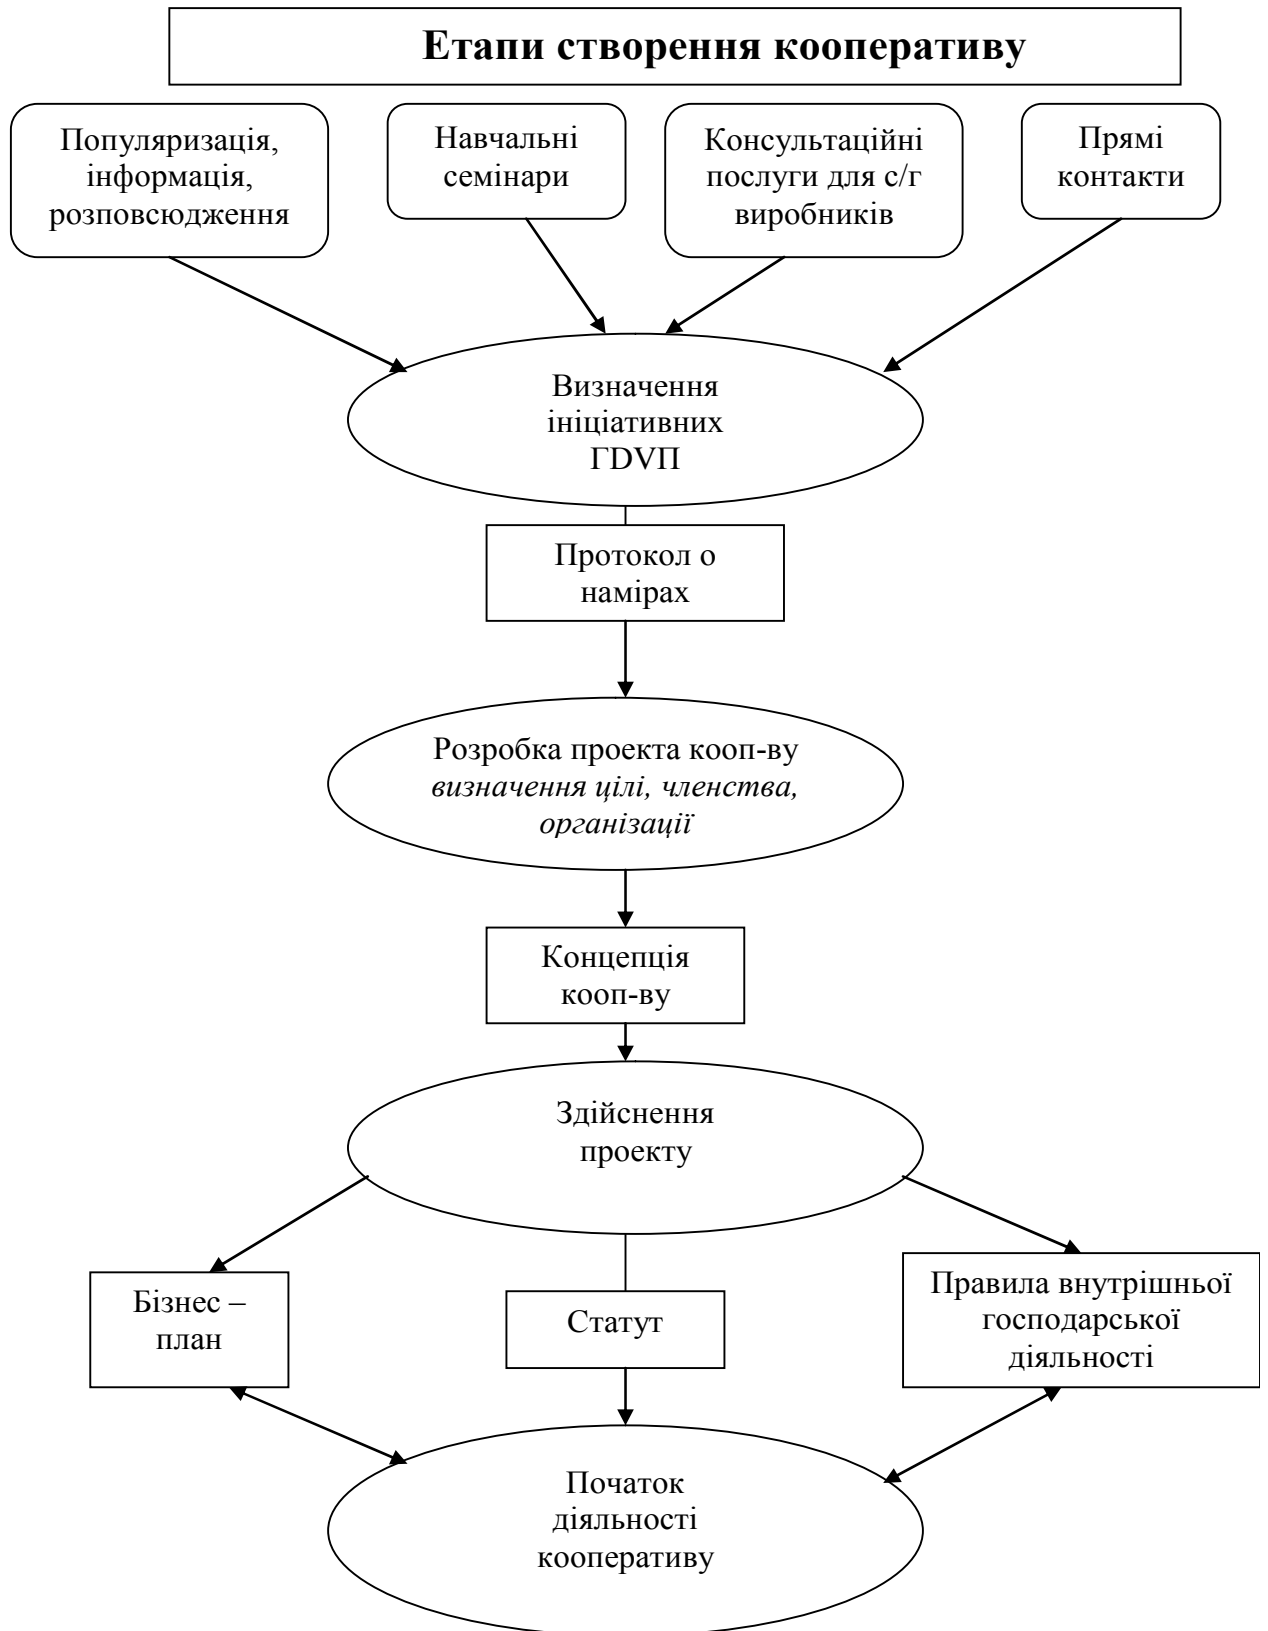 Етапи створення кооперативу
Популяризація,
інформація,
розповсюдження
Навчальні
семінари
Консультаційні
послуги для с/г
виробників
Прямі
контакти
Визначення
ініціативних
ГDVП
Протокол о
намірах
Розробка проекта кооп-ву
визначення цілі, членства,
організації
Концепція
кооп-ву
Здійснення
проекту
Бізнес –
план
Статут
Правила внутрішньої
господарської
діяльності
Початок
діяльності
кооперативу